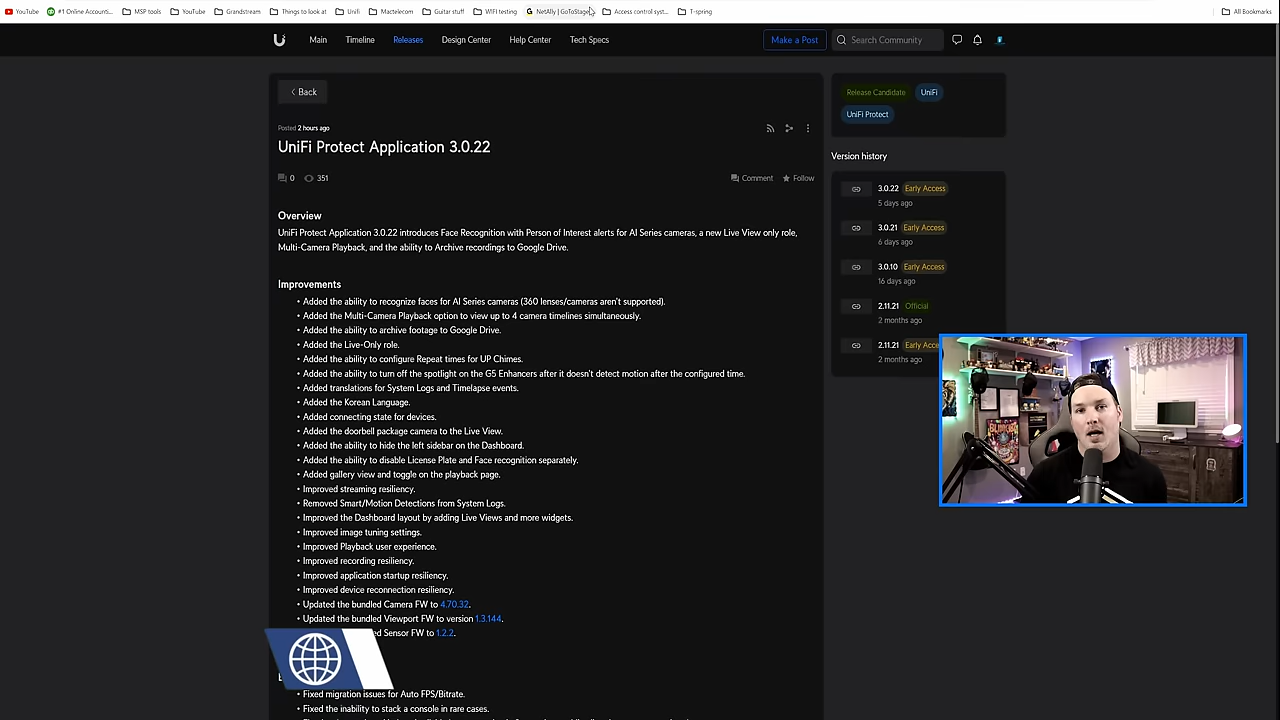 YouTube
#1 Online Accounti...
MSP tools
YouTube
Grandstream
Things to look at
Unifi
Mactelecom
Guitar stuff
WIFI testing
NetAlly | GoToStage
Access control syst...
T-spring
All Bookmarks
Main
Timeline
Releases
Design Center
Help Center
Tech Specs
Make a Post
Search Community
Back
Posted 2 hours ago
UniFi Protect Application 3.0.22
0
351
Comment
Follow
Overview
UniFi Protect Application 3.0.22 introduces Face Recognition with Person of Interest alerts for AI Series cameras, a new Live View only role,
Multi-Camera Playback, and the ability to Archive recordings to Google Drive.
Improvements
• Added the ability to recognize faces for AI Series cameras (360 lenses/cameras aren't supported).
• Added the Multi-Camera Playback option to view up to 4 camera timelines simultaneously.
• Added the ability to archive footage to Google Drive.
• Added the Live-Only role.
• Added the ability to configure Repeat times for UP Chimes.
• Added the ability to turn off the spotlight on the G5 Enhancers after it doesn't detect motion after the configured time.
• Added translations for System Logs and Timelapse events.
• Added the Korean Language.
• Added connecting state for devices.
• Added the doorbell package camera to the Live View.
• Added the ability to hide the left sidebar on the Dashboard.
• Added the ability to disable License Plate and Face recognition separately.
• Added gallery view and toggle on the playback page.
• Improved streaming resiliency.
• Removed Smart/Motion Detections from System Logs.
• Improved the Dashboard layout by adding Live Views and more widgets.
• Improved image tuning settings.
• Improved Playback user experience.
• Improved recording resiliency.
• Improved application startup resiliency.
• Improved device reconnection resiliency.
• Updated the bundled Camera FW to 4.70.32.
• Updated the bundled Viewport FW to version 1.3.144.
Sensor FW to 1.2.2.
• Fixed migration issues for Auto FPS/Bitrate.
• Fixed the inability to stack a console in rare cases.
Release Candidate
UniFi
UniFi Protect
Version history
3.0.22 Early Access
5 days ago
3.0.21 Early Access
6 days ago
3.0.10 Early Access
16 days ago
2.11.21 Official
2 months ago
2.11.21 Early Acce
2 months ago